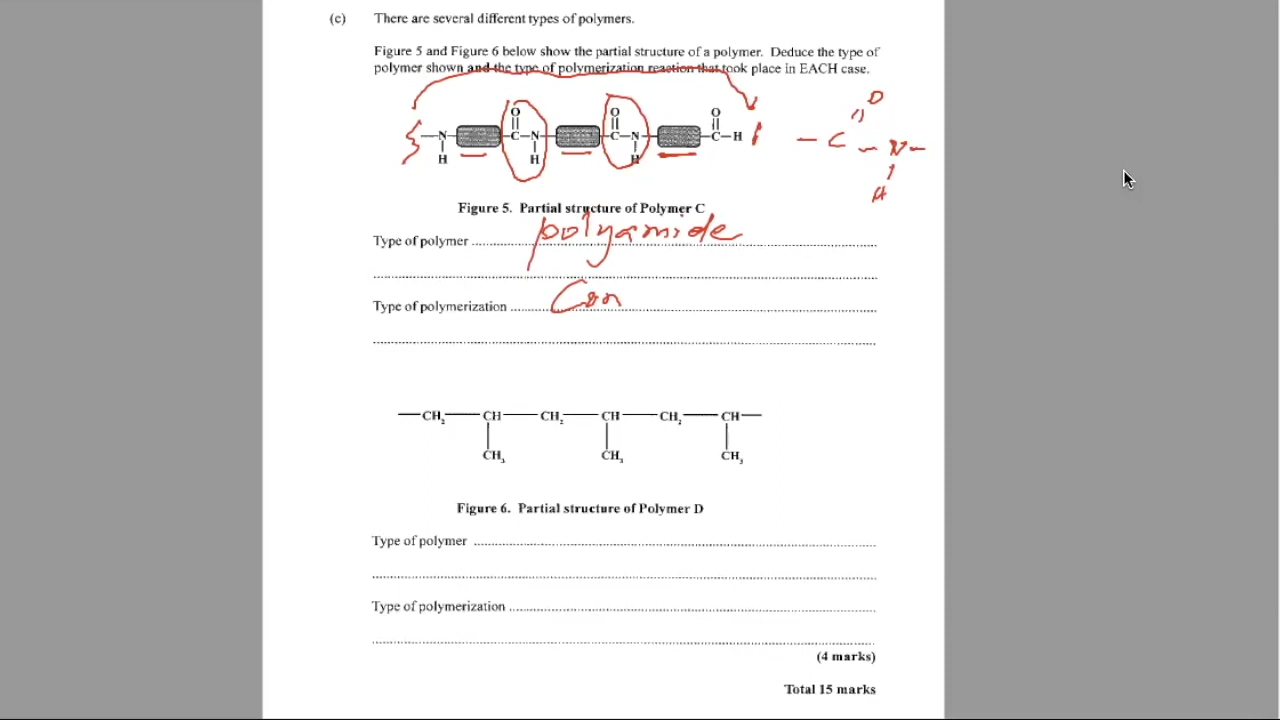 (c) There are several different types of polymers.
Figure 5 and Figure 6 below show the partial structure of a polymer. Deduce the type of
polymer shown and the type of polymerization reaction that took place in EACH case.
O O O O
N C N C N C H C N
H H H H
Figure 5. Partial structure of Polymer C
Type of polymer polyamide
Type of polymerization Con
CH₂ CH CH₂ CH CH₂ CH
CH₃ CH₃ CH₃
Figure 6. Partial structure of Polymer D
Type of polymer
Type of polymerization
(4 marks)
Total 15 marks